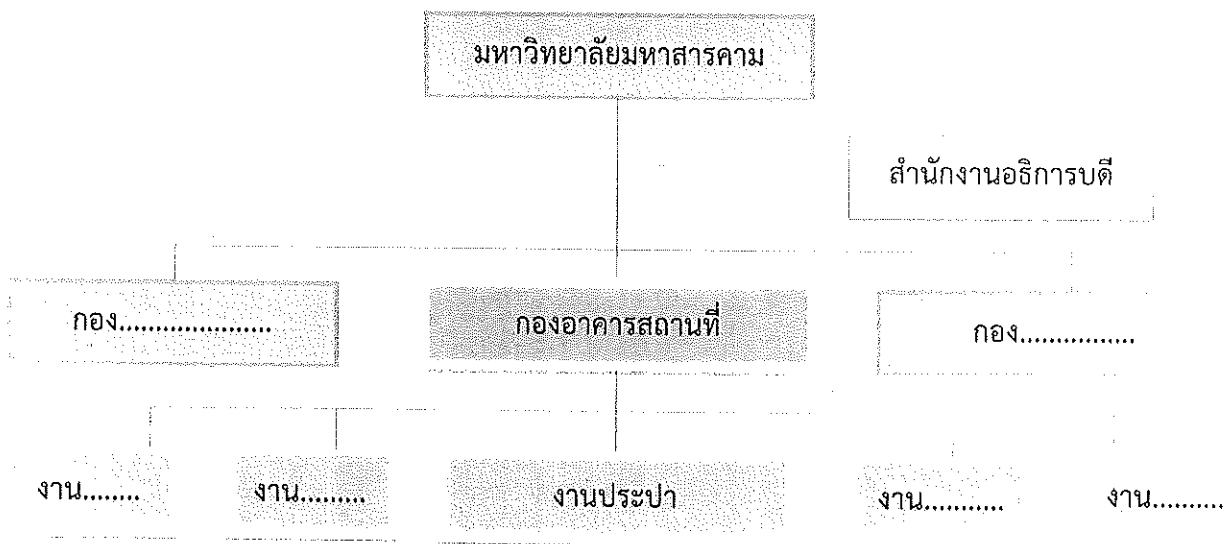 มหาวิทยาลัยมหาสารคาม
สำนักงานอธิการบดี
กอง.....................
กองอาคารสถานที่
กอง................
งาน........
งาน.........
งานประปา
งาน...........
งาน...........